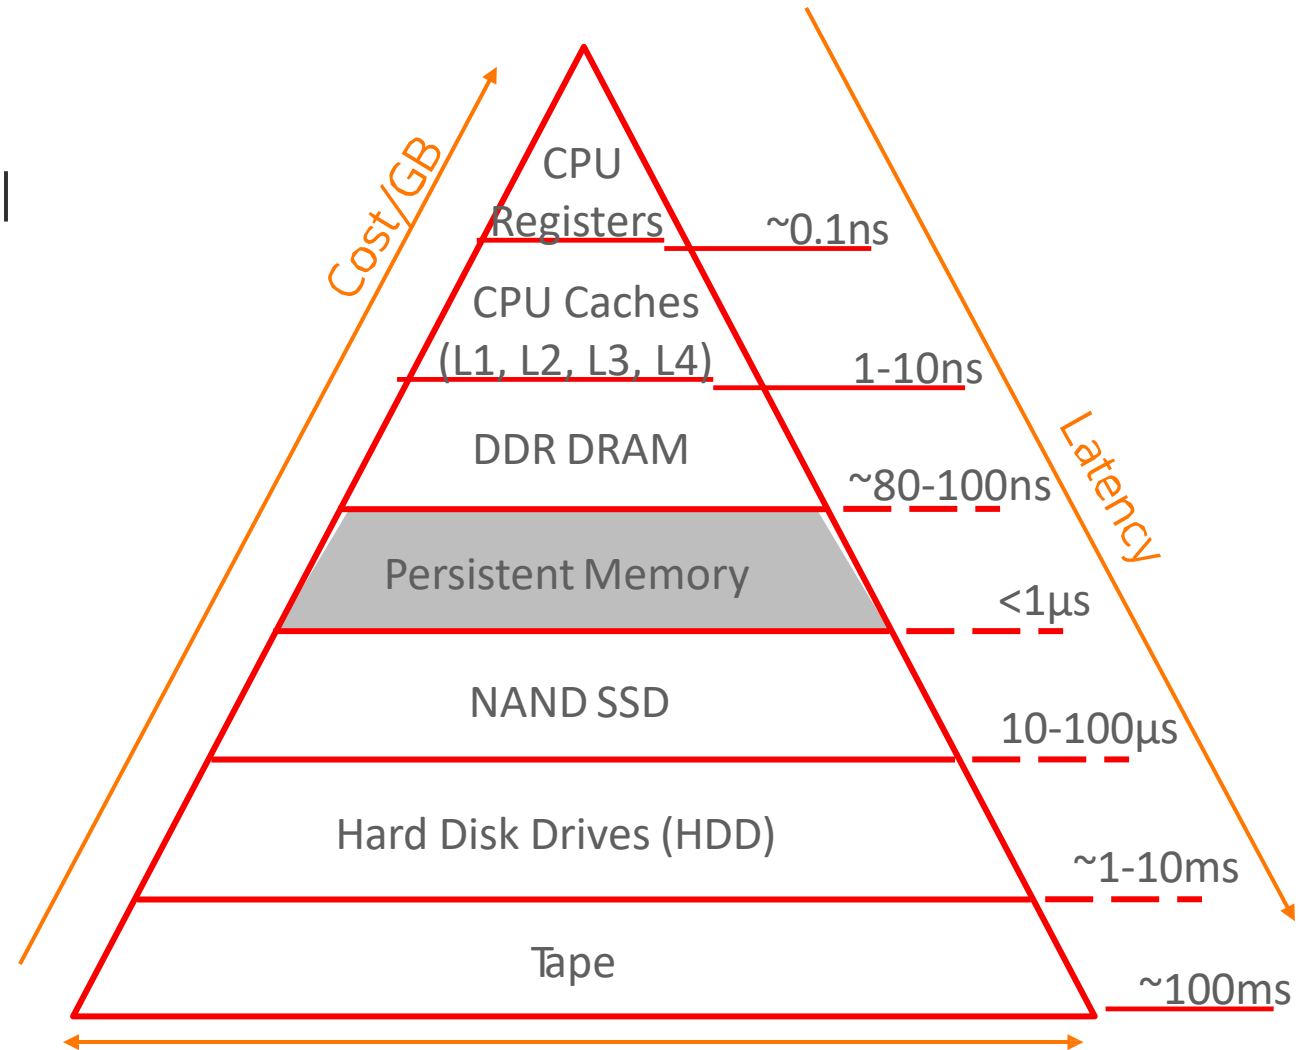 Cost/GB
CPU
Registers
~0.1ns
CPU Caches
(L1, L2, L3, L4)
1-10ns
Latency
DDR DRAM
~80-100ns
Persistent Memory
<1µs
NAND SSD
10-100µs
Hard Disk Drives (HDD)
~1-10ms
Tape
~100ms